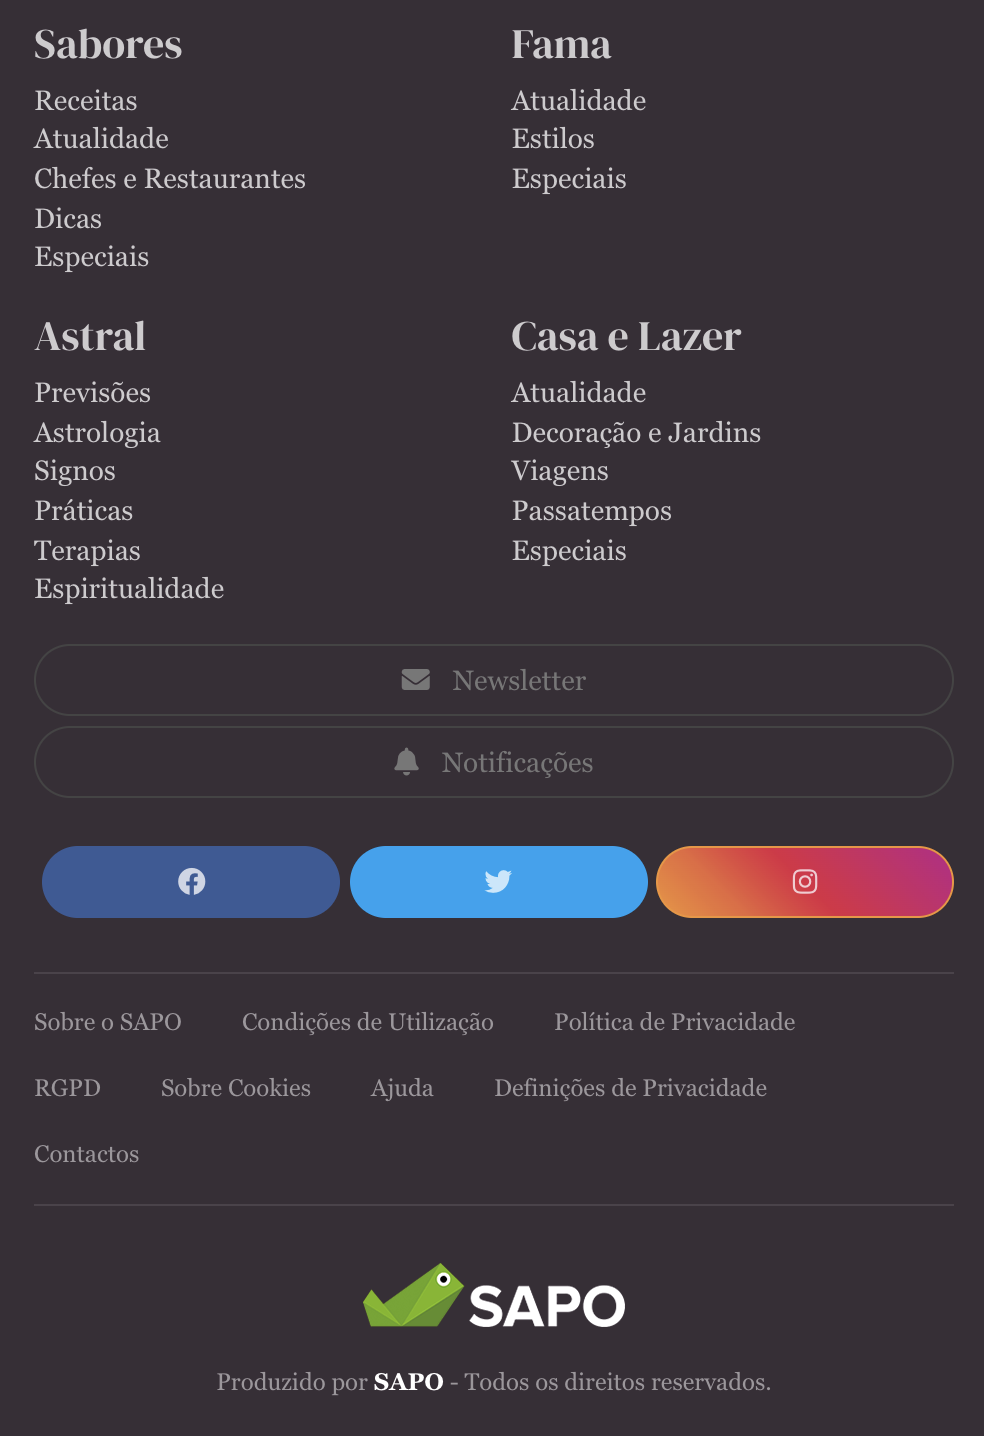 Sabores
Receitas
Atualidade
Chefes e Restaurantes
Dicas
Especiais
Fama
Atualidade
Estilos
Especiais
Astral
Previsões
Astrologia
Signos
Práticas
Terapias
Espiritualidade
Casa e Lazer
Atualidade
Decoração e Jardins
Viagens
Passatempos
Especiais
Newsletter
Notificações
Sobre o SAPO Condições de Utilização Política de Privacidade
RGPD Sobre Cookies Ajuda Definições de Privacidade
Contactos
SAPO
Produzido por SAPO - Todos os direitos reservados.